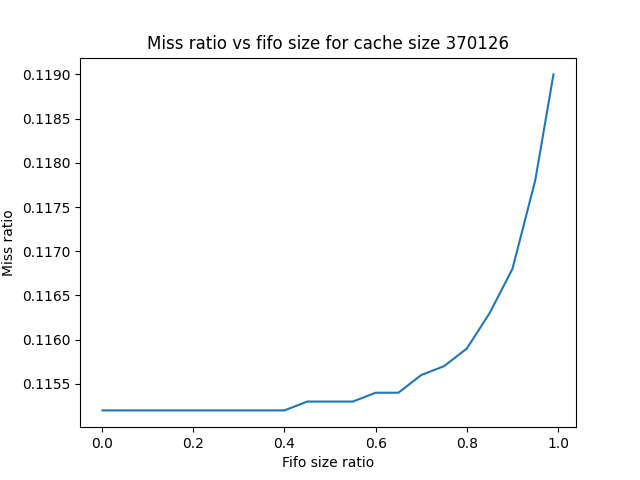 Miss ratio vs fifo size for cache size 370126
0.1190
0.1185
0.1180
0.1175
0.1170
0.1165
0.1160
0.1155
Miss ratio
0.0 0.2 0.4 0.6 0.8 1.0
Fifo size ratio